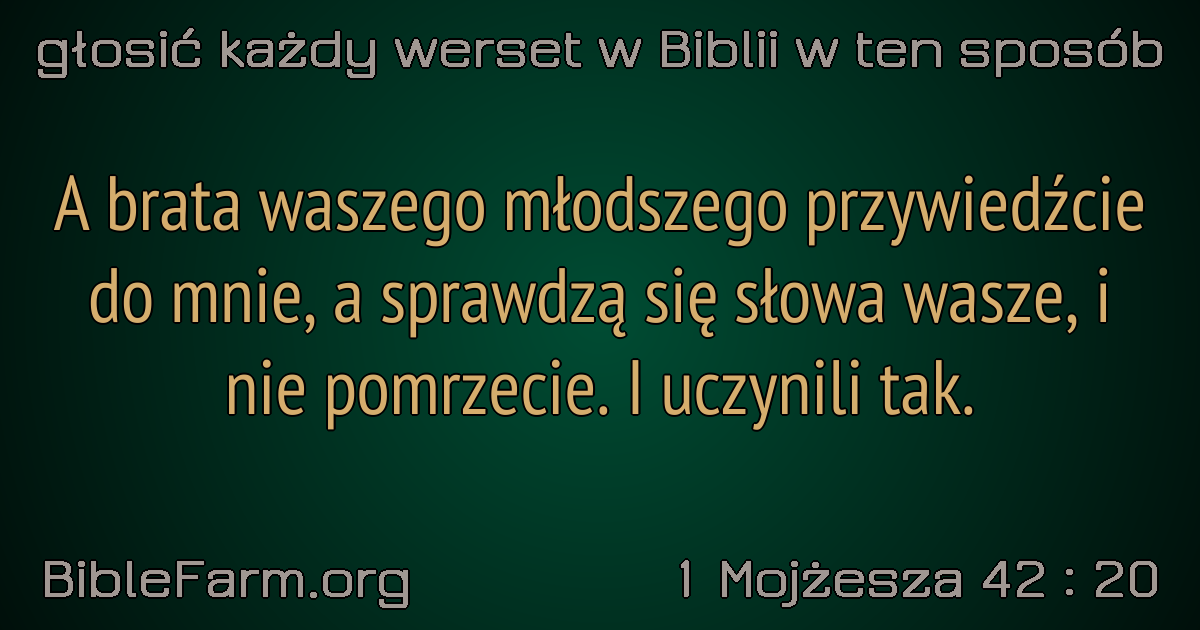 głosić każdy werset w Biblii w ten sposób
A brata waszego młodszego przywiedźcie
do mnie, a sprawdzą się słowa wasze, i
nie pomrzecie. I uczynili tak.
BibleFarm.org
1 Mojżesza 42 : 20